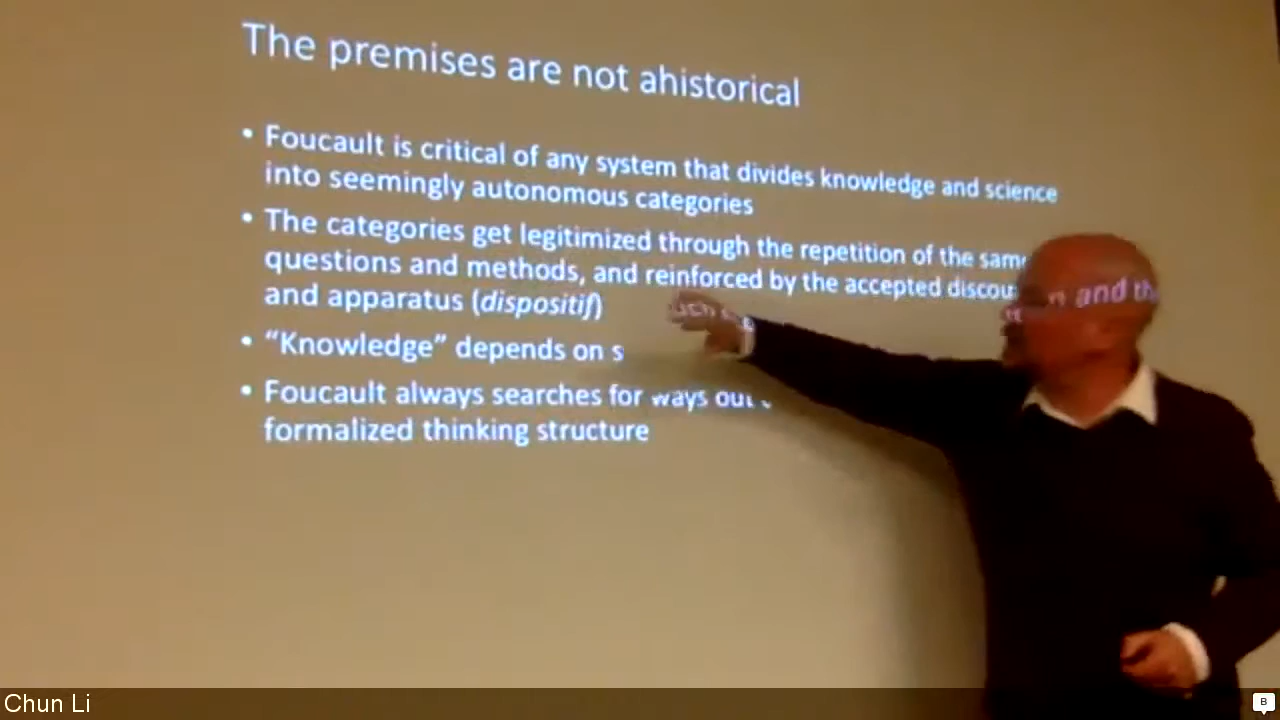 The premises are not ahistorical
• Foucault is critical of any system that divides knowledge and science
into seemingly autonomous categories
• The categories get legitimized through the repetition of the
questions and methods, and reinforced by the accepted
and apparatus (dispositif)
• “Knowledge” depends on
• Foucault always searches for ways out
formalized thinking structure
and
Chun Li
B